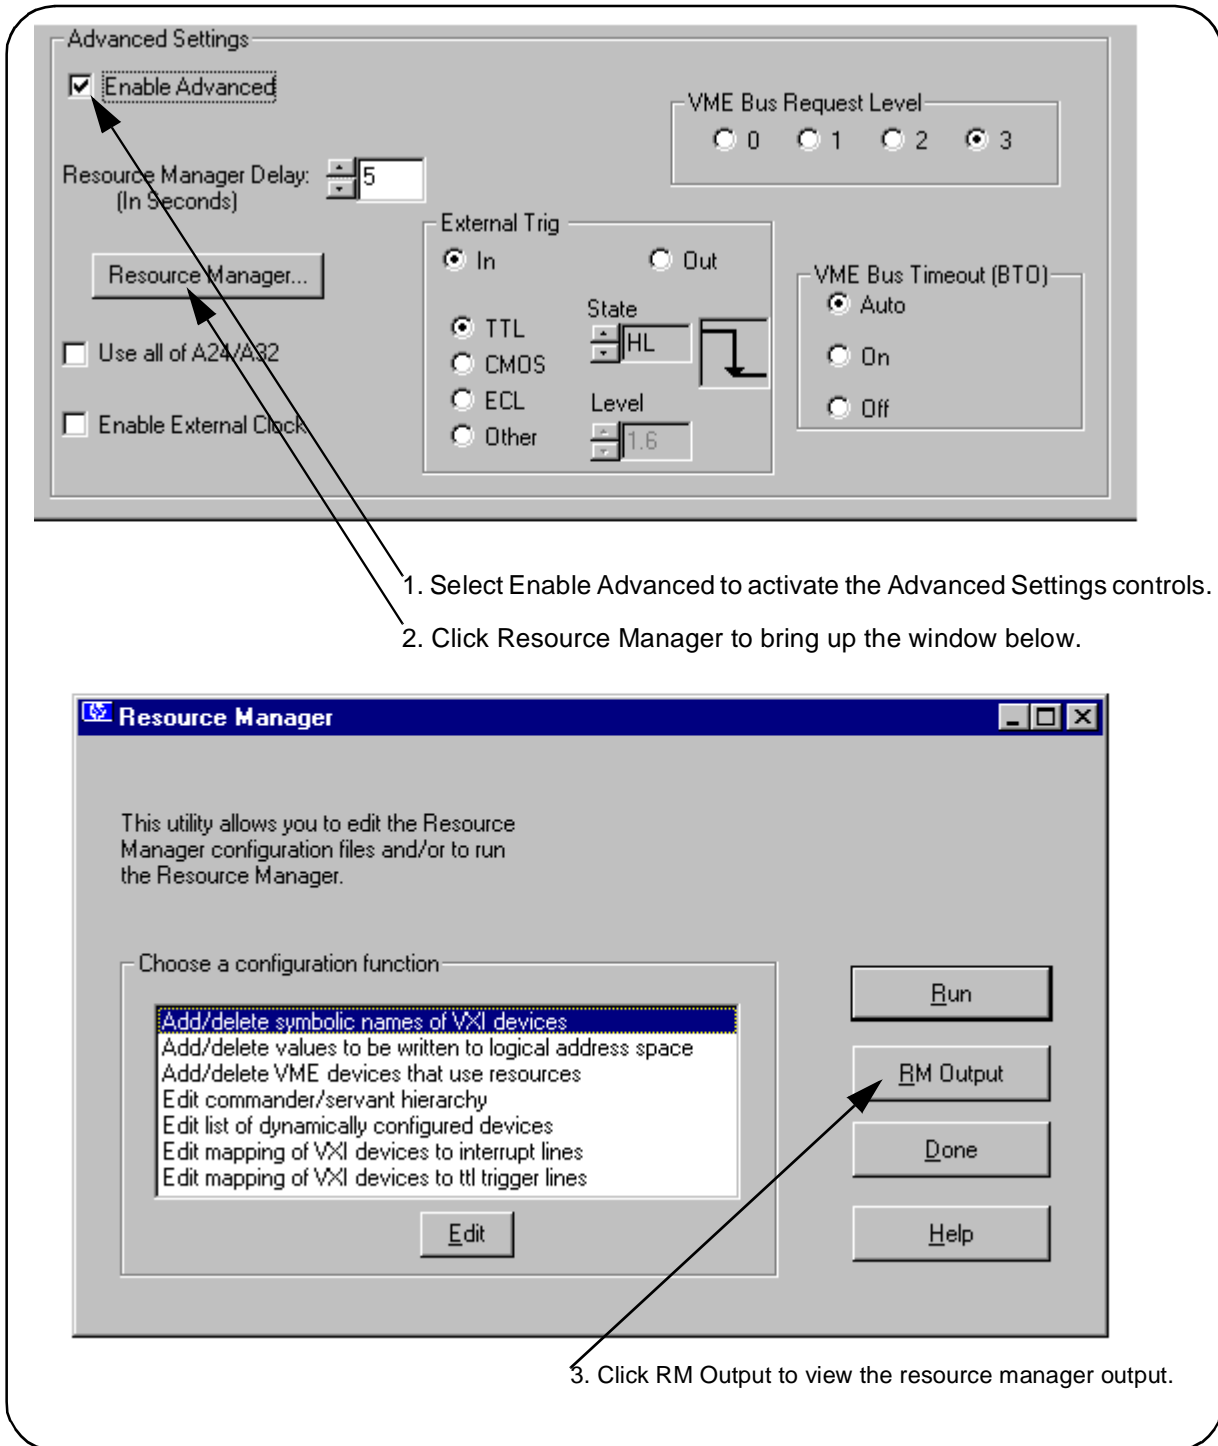 Advanced Settings
Enable Advanced
VME Bus Request Level
0 1 2 3
Resource Manager Delay: 5
(In Seconds)
External Trig
In Out
Resource Manager...
VME Bus Timeout (BTO)
Auto
State
TTL
HL
Use all of A24/A32
On
CMOS
ECL
Level
Off
Enable External Clock
Other
1.6
1. Select Enable Advanced to activate the Advanced Settings controls.
2. Click Resource Manager to bring up the window below.
Resource Manager
This utility allows you to edit the Resource
Manager configuration files and/or to run
the Resource Manager.
Choose a configuration function
Add/delete symbolic names of VXI devices
Add/delete values to be written to logical address space
Add/delete VME devices that use resources
Edit commander/servant hierarchy
Edit list of dynamically configured devices
Edit mapping of VXI devices to interrupt lines
Edit mapping of VXI devices to ttl trigger lines
Edit
Run
RM Output
Done
Help
3. Click RM Output to view the resource manager output.